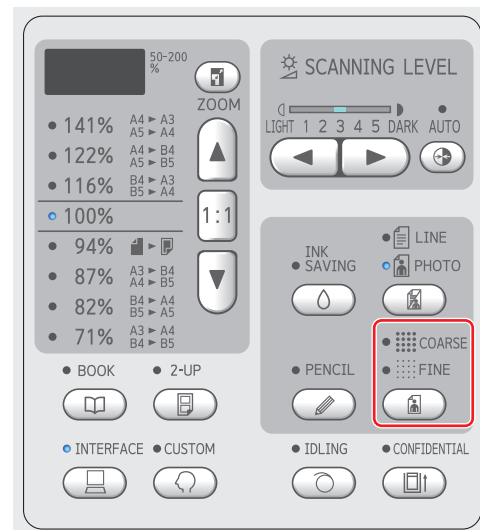 50-200
%
ZOOM
141% A4 ► A3
A5 ► A4
122% A4 ► B4
A5 ► B5
116% B4 ► A3
B5 ► A4
100%
94%
87% A3 ► B4
A4 ► B5
82% B4 ► A4
B5 ► A5
71% A3 ► A4
B4 ► B5
1:1
BOOK
2-UP
INTERFACE
CUSTOM
SCANNING LEVEL
LIGHT 1 2 3 4 5 DARK AUTO
INK
SAVING
LINE
PHOTO
PENCIL
COARSE
FINE
IDLING
CONFIDENTIAL